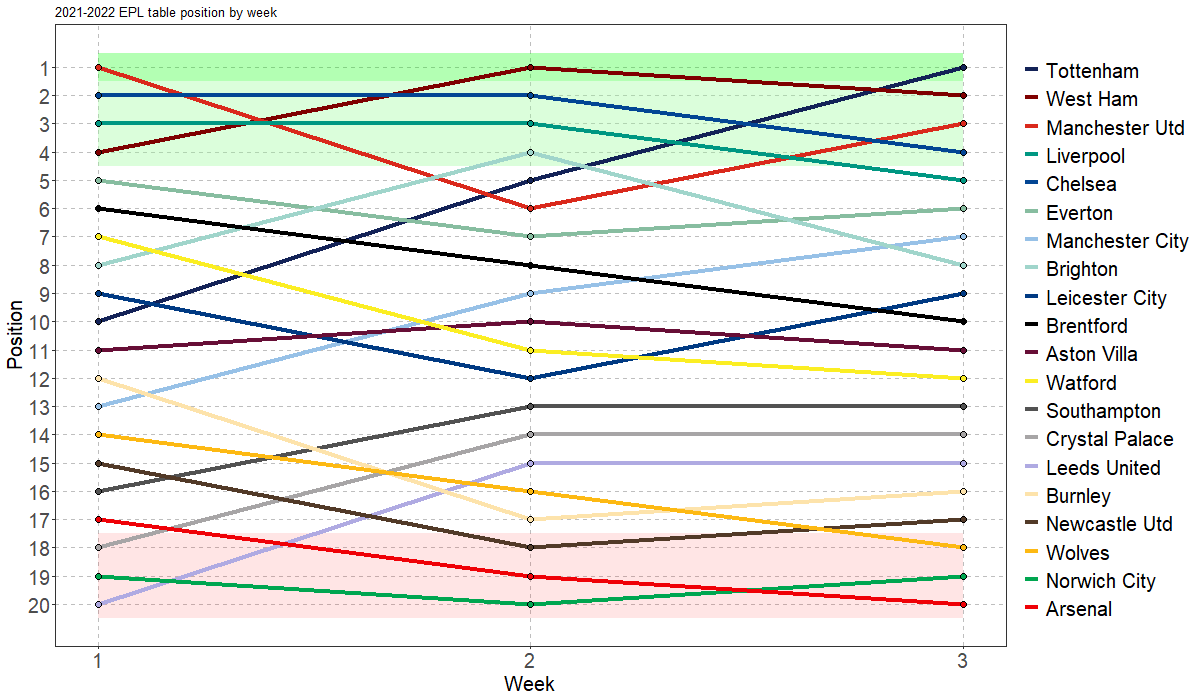 2021-2022 EPL table position by week
1
2
3
4
5
6
7
8
9
10
11
12
13
14
15
16
17
18
19
20
Position
1 2 3
Week
Tottenham
West Ham
Manchester Utd
Liverpool
Chelsea
Everton
Manchester City
Brighton
Leicester City
Brentford
Aston Villa
Watford
Southampton
Crystal Palace
Leeds United
Burnley
Newcastle Utd
Wolves
Norwich City
Arsenal